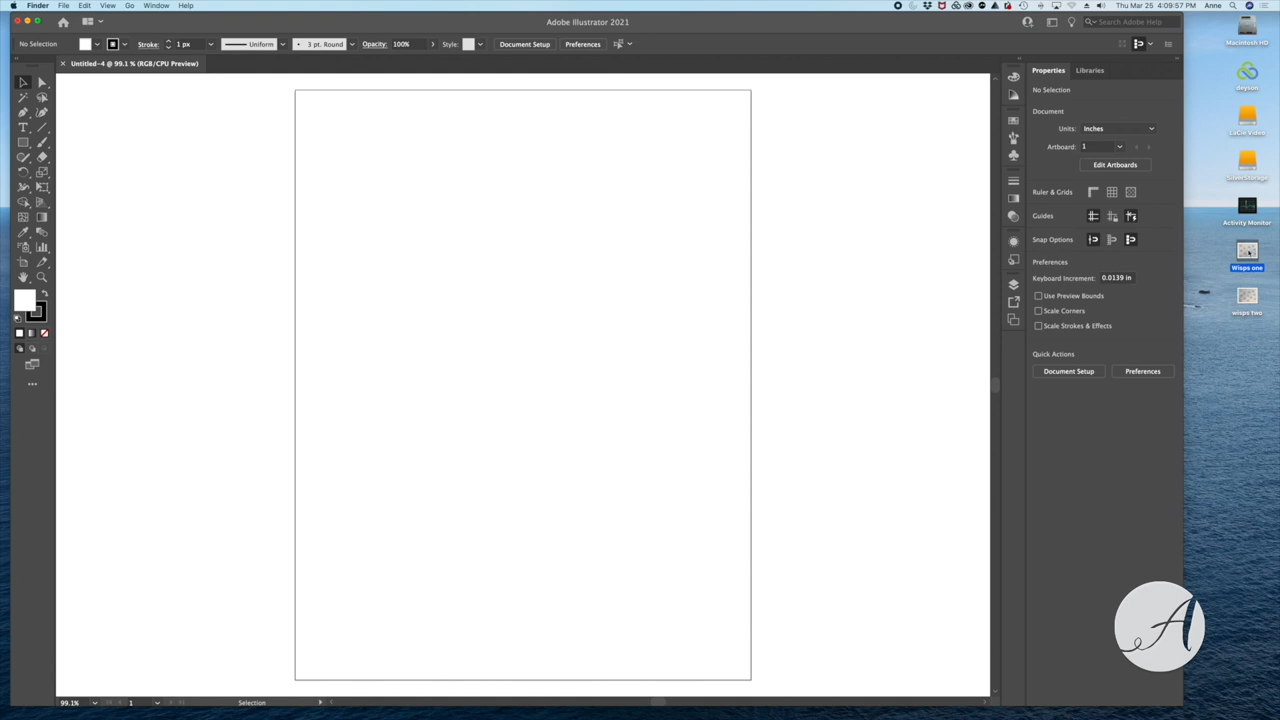 Finder File Edit View Go Window Help
Thu Mar 25 4:09:57 PM Anne
Adobe Illustrator 2021
Search Adobe Help
No Selection Stroke: 1 px Uniform 3 pt. Round Opacity: 100% Style: Document Setup Preferences
Untitled-4 @ 99.1 % (RGB/CPU Preview)
Properties Libraries
No Selection
Document
Units: Inches
Artboard: 1
Edit Artboards
Ruler & Grids
Guides
Snap Options
Preferences
Keyboard Increment: 0.0139 in
Use Preview Bounds
Scale Corners
Scale Strokes & Effects
Quick Actions
Document Setup Preferences
Macintosh HD
deyson
LaCie Video
SilverStorage
Activity Monitor
Wisps one
wisps two
A
99.1% 1 Selection